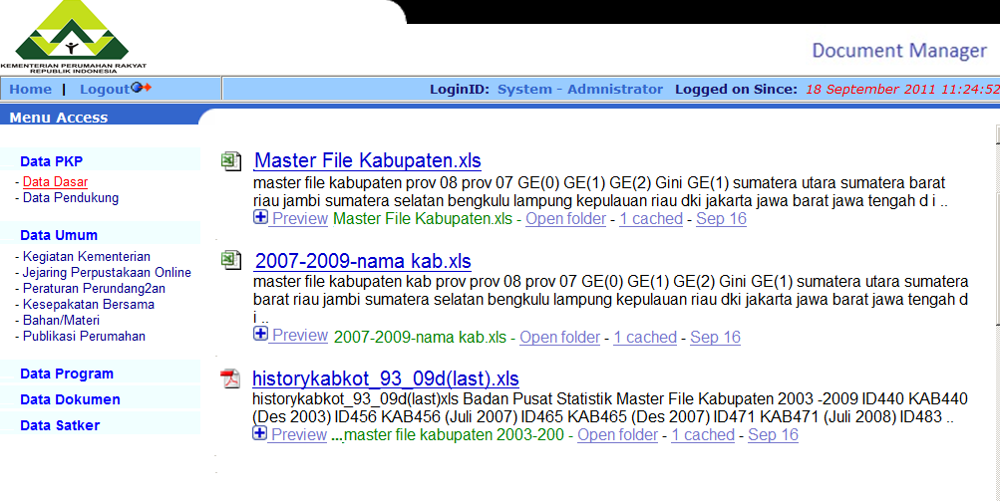 KEMENTERIAN PERUMAHAN RAKYAT
REPUBLIK INDONESIA
Document Manager
Home | Logout
LoginID: System - Admnistrator Logged on Since: 18 September 2011 11:24:52
Menu Access
Data PKP
- Data Dasar
- Data Pendukung
Data Umum
- Kegiatan Kementerian
- Jejaring Perpustakaan Online
- Peraturan Perundang2an
- Kesepakatan Bersama
- Bahan/Materi
- Publikasi Perumahan
Data Program
Data Dokumen
Data Satker
Master File Kabupaten.xls
master file kabupaten prov 08 prov 07 GE(0) GE(1) GE(2) Gini GE(1) sumatera utara sumatera barat
riau jambi sumatera selatan bengkulu lampung kepulauan riau dki jakarta jawa barat jawa tengah d i ..
Preview Master File Kabupaten.xls - Open folder - 1 cached - Sep 16
2007-2009-nama kab.xls
master file kabupaten kab prov prov 08 prov 07 GE(0) GE(1) GE(2) Gini GE(1) sumatera utara sumatera
barat riau jambi sumatera selatan bengkulu lampung kepulauan riau dki jakarta jawa barat jawa tengah d
i ..
Preview 2007-2009-nama kab.xls - Open folder - 1 cached - Sep 16
historykabkot_93_09d(last).xls
historykabkot_93_09d(last)xls Badan Pusat Statistik Master File Kabupaten 2003 -2009 ID440 KAB440
(Des 2003) ID456 KAB456 (Juli 2007) ID465 KAB465 (Des 2007) ID471 KAB471 (Juli 2008) ID483 ..
Preview ...master file kabupaten 2003-200 - Open folder - 1 cached - Sep 16